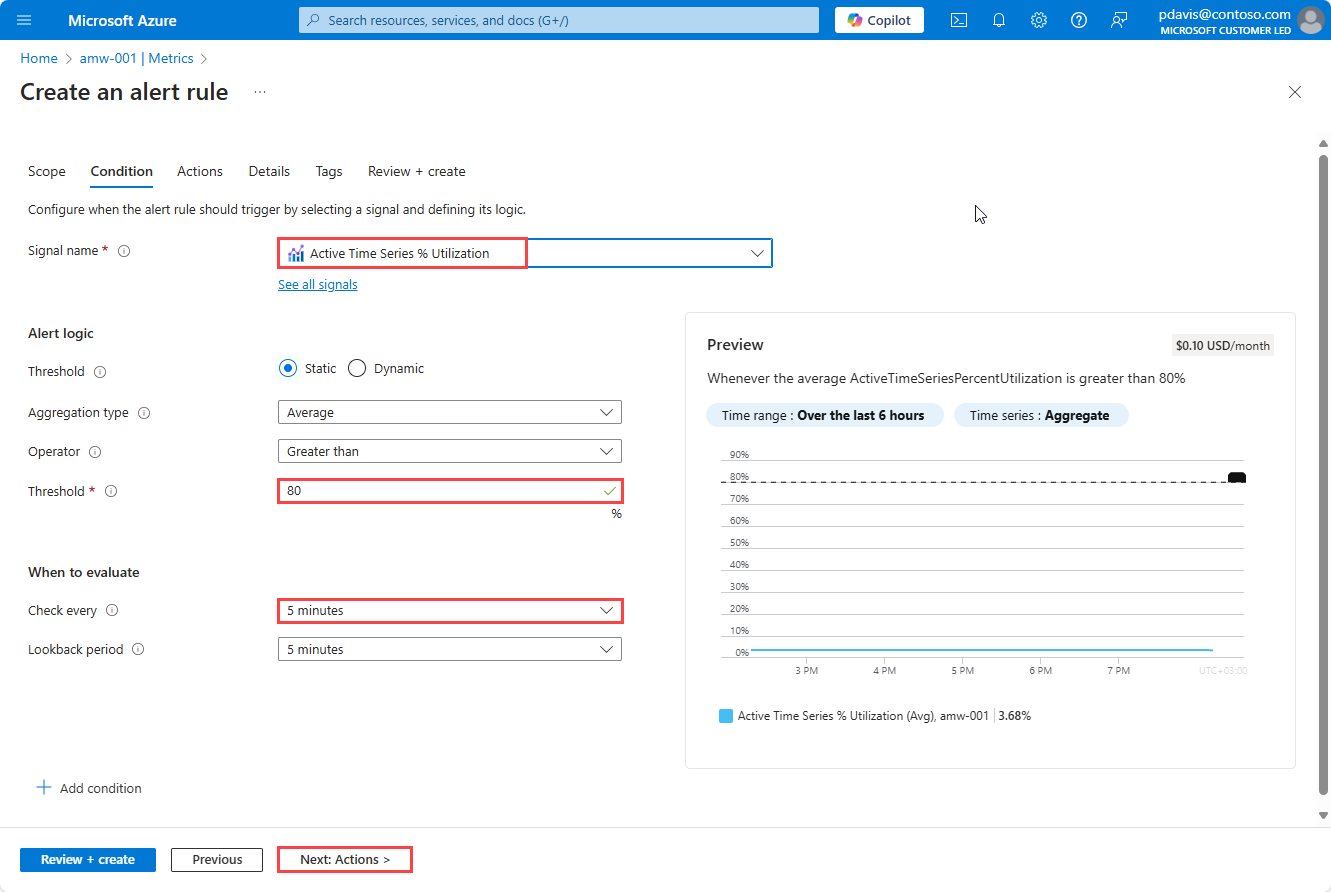 Microsoft Azure
Search resources, services, and docs (G+/)
Copilot
pdavis@contoso.com
MICROSOFT CUSTOMER LED
Home > amw-001 | Metrics >
Create an alert rule ...
Scope Condition Actions Details Tags Review + create
Configure when the alert rule should trigger by selecting a signal and defining its logic.
Signal name *
Active Time Series % Utilization
See all signals
Alert logic
Threshold
Static Dynamic
Aggregation type
Average
Operator
Greater than
Threshold *
80
%
When to evaluate
Check every
5 minutes
Lookback period
5 minutes
Preview
$0.10 USD/month
Whenever the average ActiveTimeSeriesPercentUtilization is greater than 80%
Time range : Over the last 6 hours
Time series : Aggregate
90%
80%
70%
60%
50%
40%
30%
20%
10%
0%
3 PM 4 PM 5 PM 6 PM 7 PM UTC+03:00
Active Time Series % Utilization (Avg), amw-001 | 3.68%
Add condition
Review + create
Previous
Next: Actions >